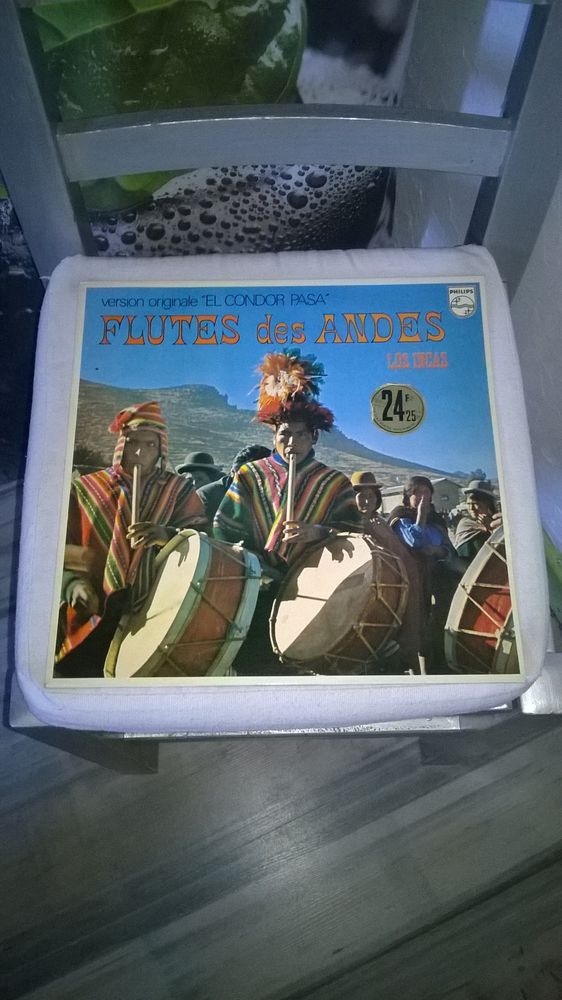 version originale "EL CONDOR PASA"
PHILIPS
FLUTES des ANDES
LOS INCAS
24F25